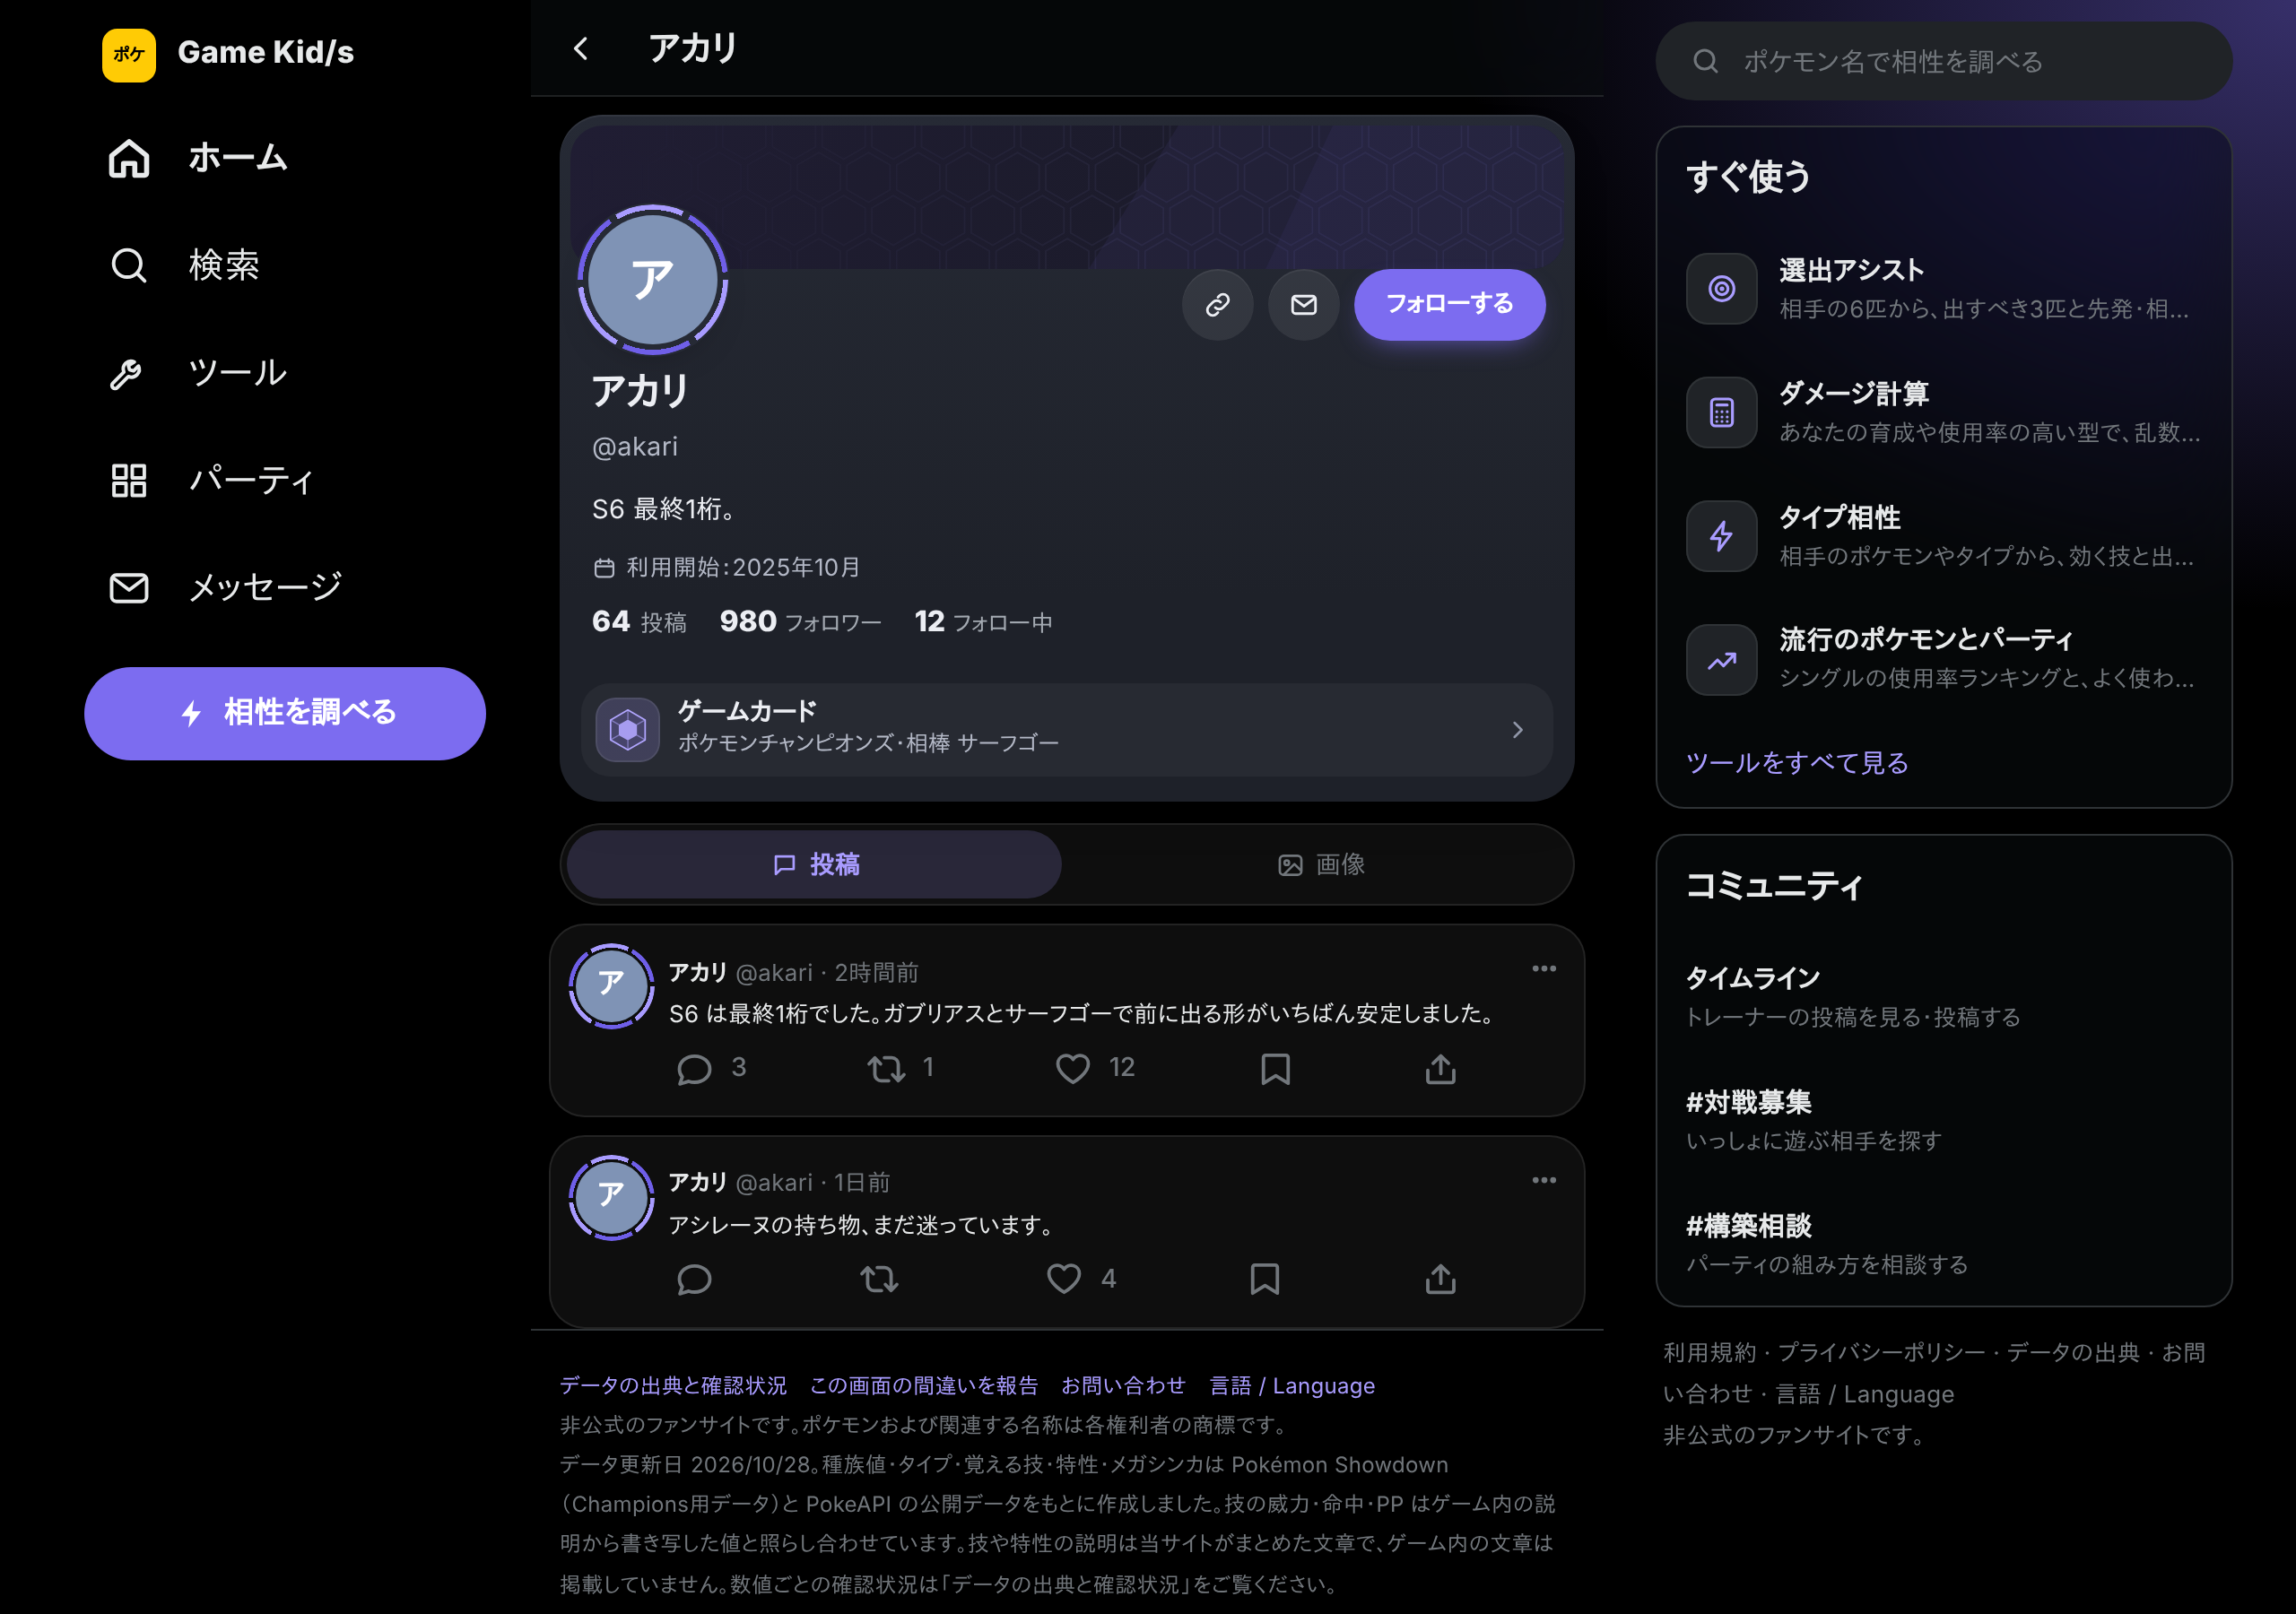 ポケ Game Kid/s
ホーム
検索
ツール
パーティ
メッセージ
相性を調べる
アカリ
ア
フォローする
アカリ
@akari
S6 最終1桁。
利用開始:2025年10月
64 投稿 980 フォロワー 12 フォロー中
ゲームカード
ポケモンチャンピオンズ・相棒 サーフゴー
投稿 画像
ア
アカリ @akari · 2時間前
S6 は最終1桁でした。ガブリアスとサーフゴーで前に出る形がいちばん安定しました。
3 1 12
ア
アカリ @akari · 1日前
アシレーヌの持ち物、まだ迷っています。
4
データの出典と確認状況 この画面の間違いを報告 お問い合わせ 言語 / Language
非公式のファンサイトです。ポケモンおよび関連する名称は各権利者の商標です。
データ更新日 2026/10/28。種族値・タイプ・覚える技・特性・メガシンカは Pokémon Showdown
（Champions用データ）と PokeAPI の公開データをもとに作成しました。技の威力・命中・PP はゲーム内の説
明から書き写した値と照らし合わせています。技や特性の説明は当サイトがまとめた文章で、ゲーム内の文章は
掲載していません。数値ごとの確認状況は「データの出典と確認状況」をご覧ください。
ポケモン名で相性を調べる
すぐ使う
選出アシスト
相手の6匹から、出すべき3匹と先発・相...
ダメージ計算
あなたの育成や使用率の高い型で、乱数...
タイプ相性
相手のポケモンやタイプから、効く技と出...
流行のポケモンとパーティ
シングルの使用率ランキングと、よく使わ...
ツールをすべて見る
コミュニティ
タイムライン
トレーナーの投稿を見る・投稿する
#対戦募集
いっしょに遊ぶ相手を探す
#構築相談
パーティの組み方を相談する
利用規約 · プライバシーポリシー · データの出典 · お問
い合わせ · 言語 / Language
非公式のファンサイトです。